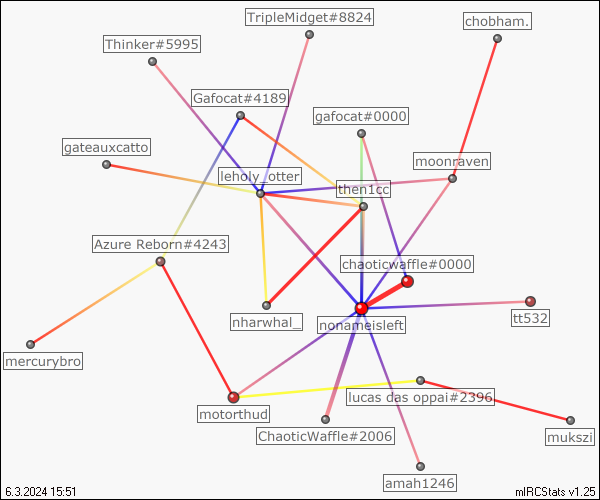 TripleMidget#8824
chobham.
Thinker#5995
Gafocat#4189
gafocat#0000
gateauxcatto
moonraven
leholy_otter
then1cc
Azure Reborn#4243
chaoticwaffle#0000
tt532
nharwhal_
nonameisleft
mercurybro
lucas das oppai#2396
motorthud
ChaoticWaffle#2006
mukszi
amah1246
6.3.2024 15:51
mIRCStats v1.25